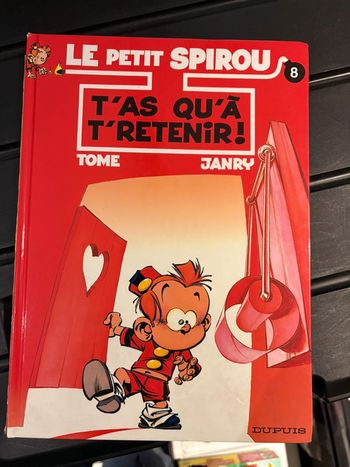 LE PETIT SPIROU
8
T'AS QU'À
T'RETENIR!
TOME JANRY
DUPUIS